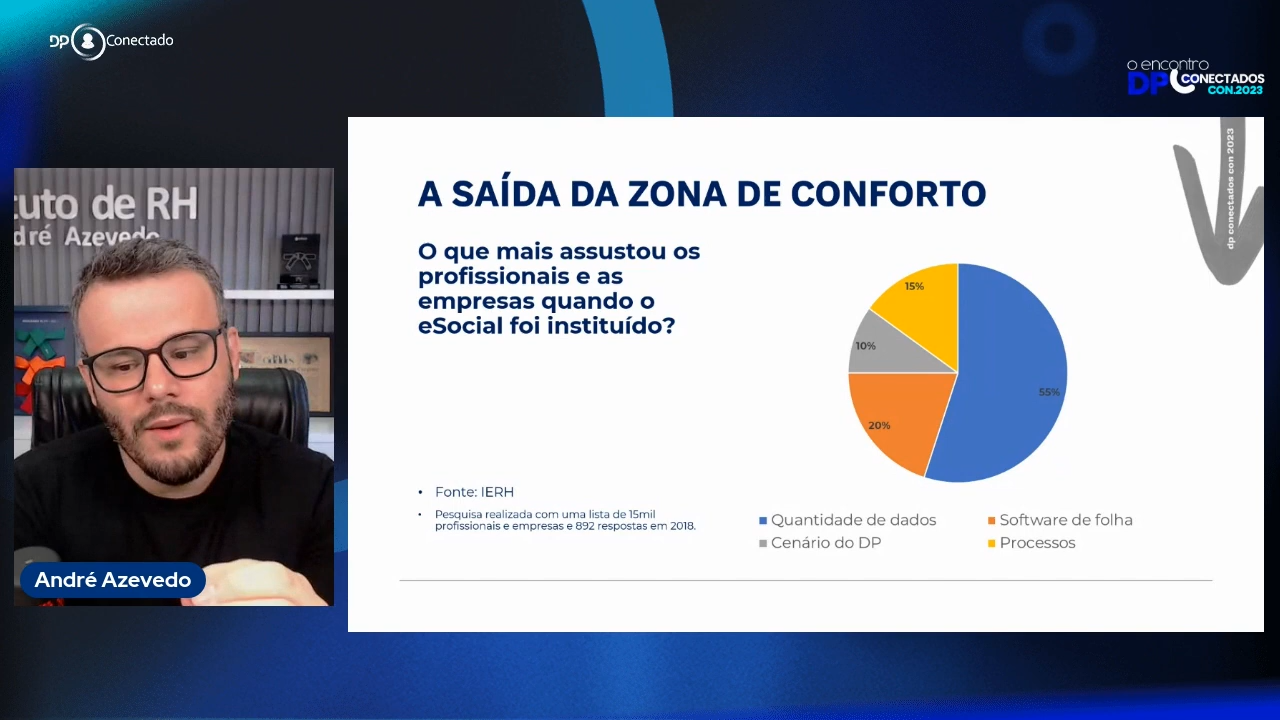 DP Conectado
o encontro
DP CONECTADOS
CON.2023
tuto de RH
dré Azevedo
André Azevedo
A SAÍDA DA ZONA DE CONFORTO
dp conectados con 2023
O que mais assustou os
profissionais e as
empresas quando o
eSocial foi instituído?
15%
10%
55%
20%
• Fonte: IERH
• Pesquisa realizada com uma lista de 15mil
profissionais e empresas e 892 respostas em 2018.
Quantidade de dados
Software de folha
Cenário do DP
Processos